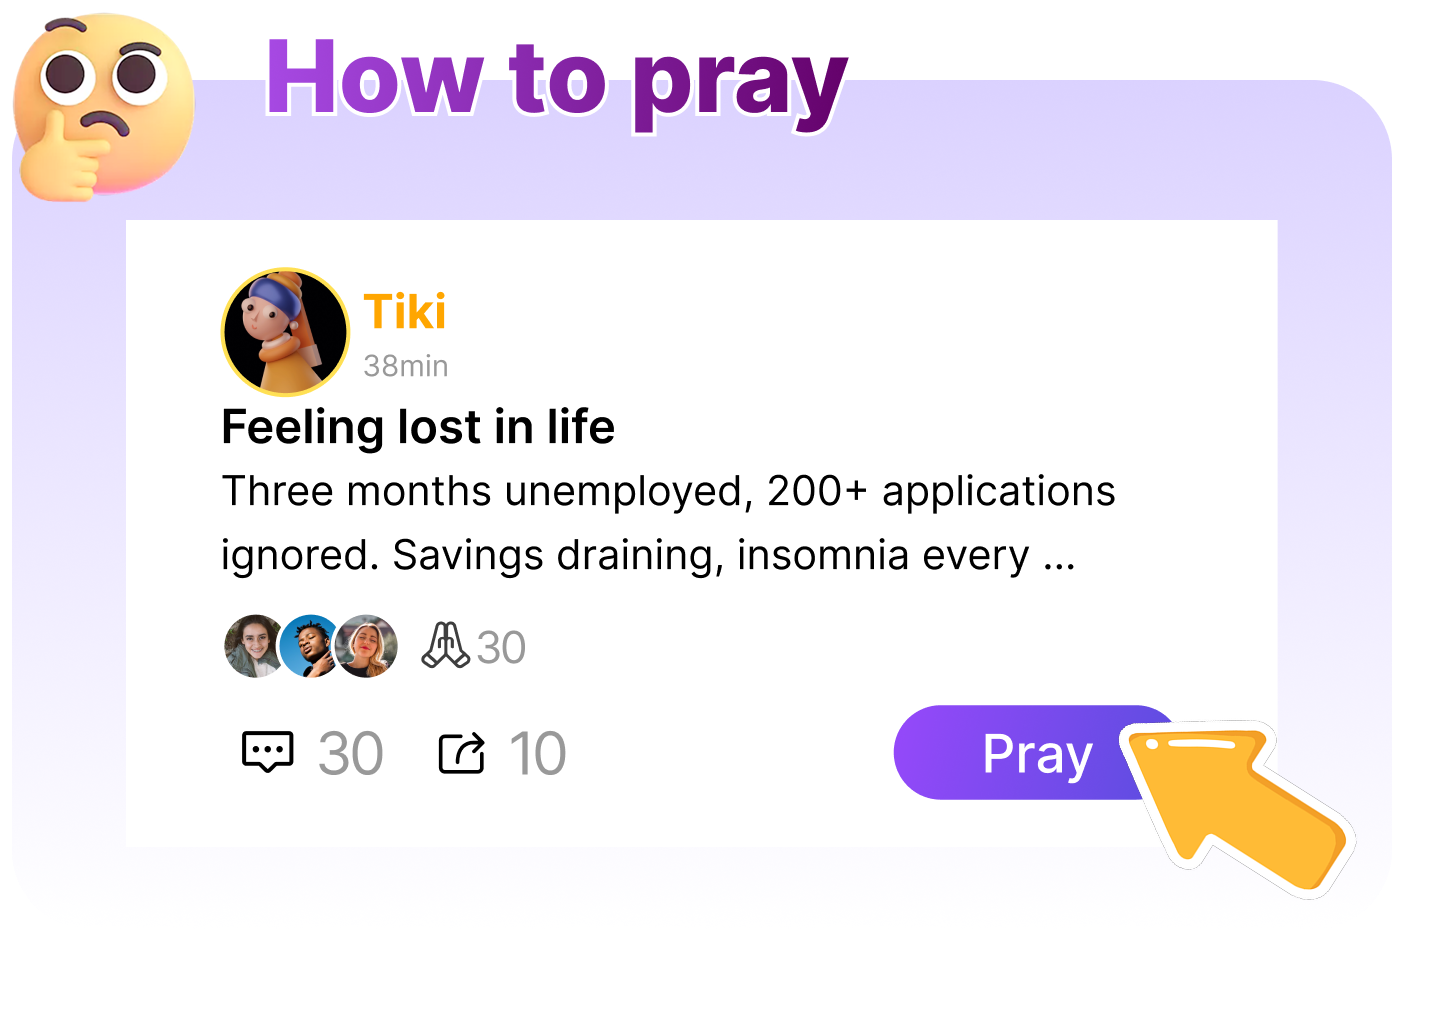 How to pray
Tiki
38min
Feeling lost in life
Three months unemployed, 200+ applications
ignored. Savings draining, insomnia every ...
30
30
10
Pray